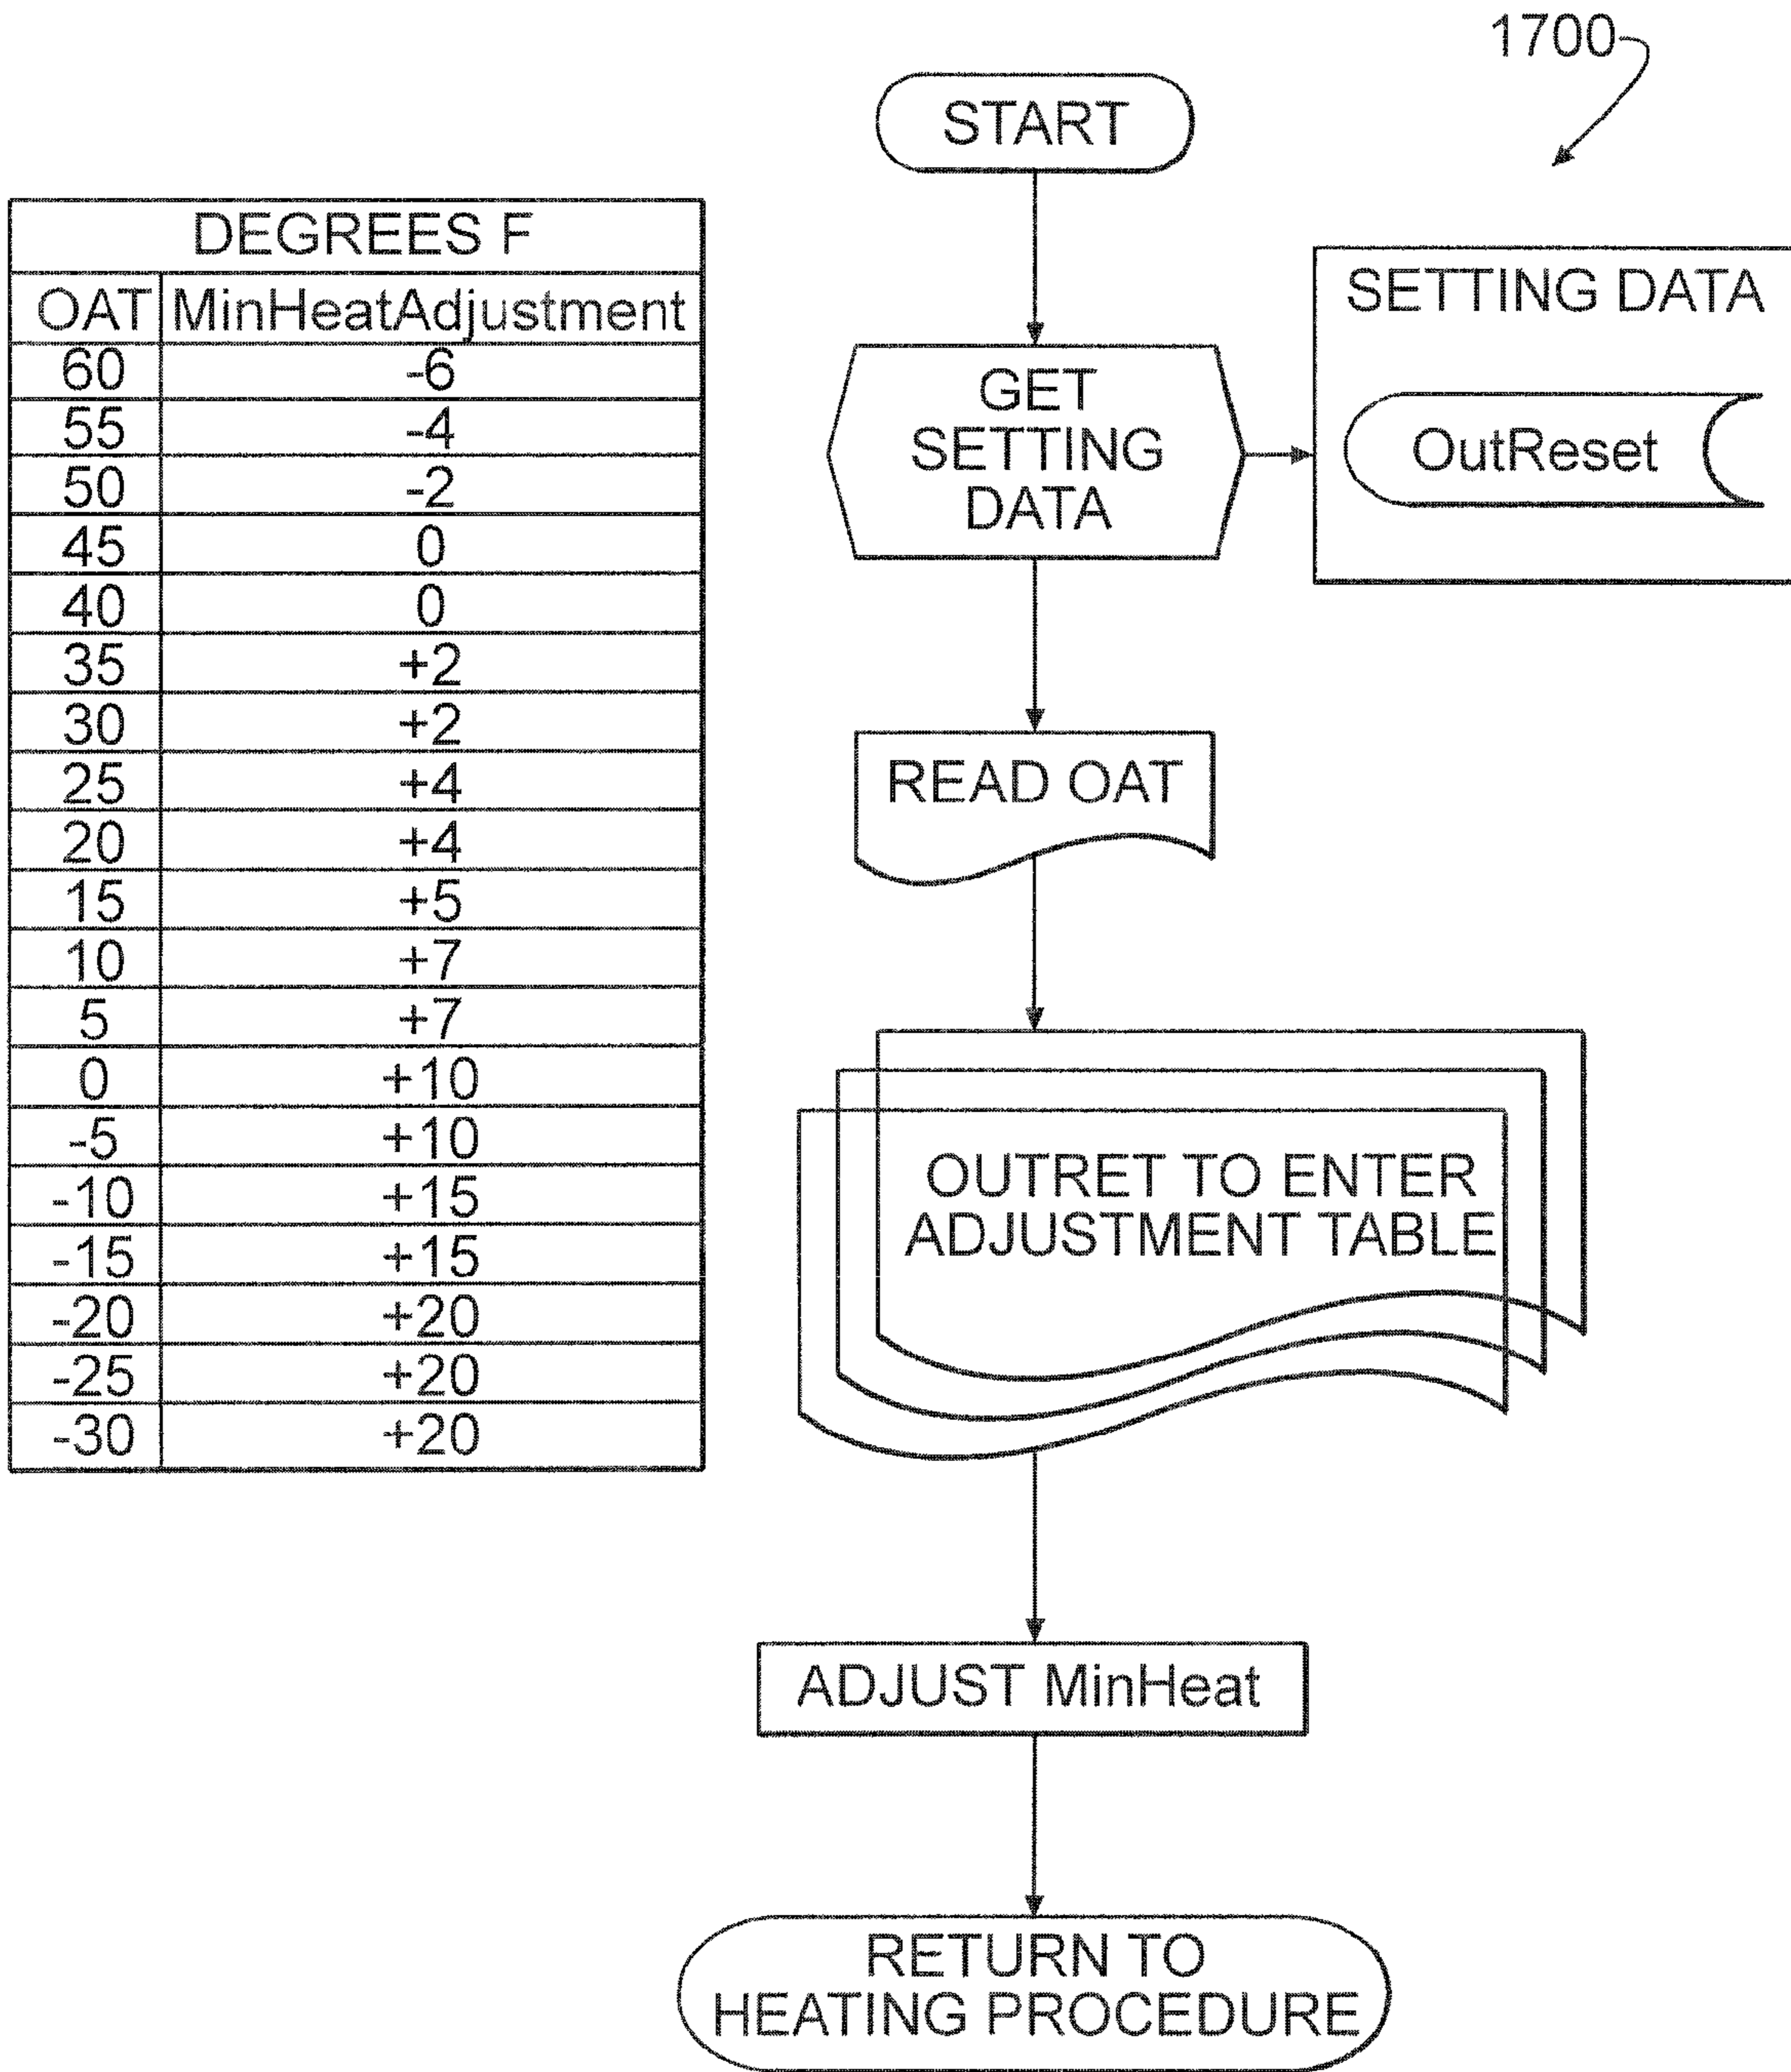 1700
DEGREES F
OAT MinHeatAdjustment
60 -6
55 -4
50 -2
45 0
40 0
35 +2
30 +2
25 +4
20 +4
15 +5
10 +7
5 +7
0 +10
-5 +10
-10 +15
-15 +15
-20 +20
-25 +20
-30 +20
START
GET
SETTING
DATA
SETTING DATA
OutReset
READ OAT
OUTRET TO ENTER
ADJUSTMENT TABLE
ADJUST MinHeat
RETURN TO
HEATING PROCEDURE